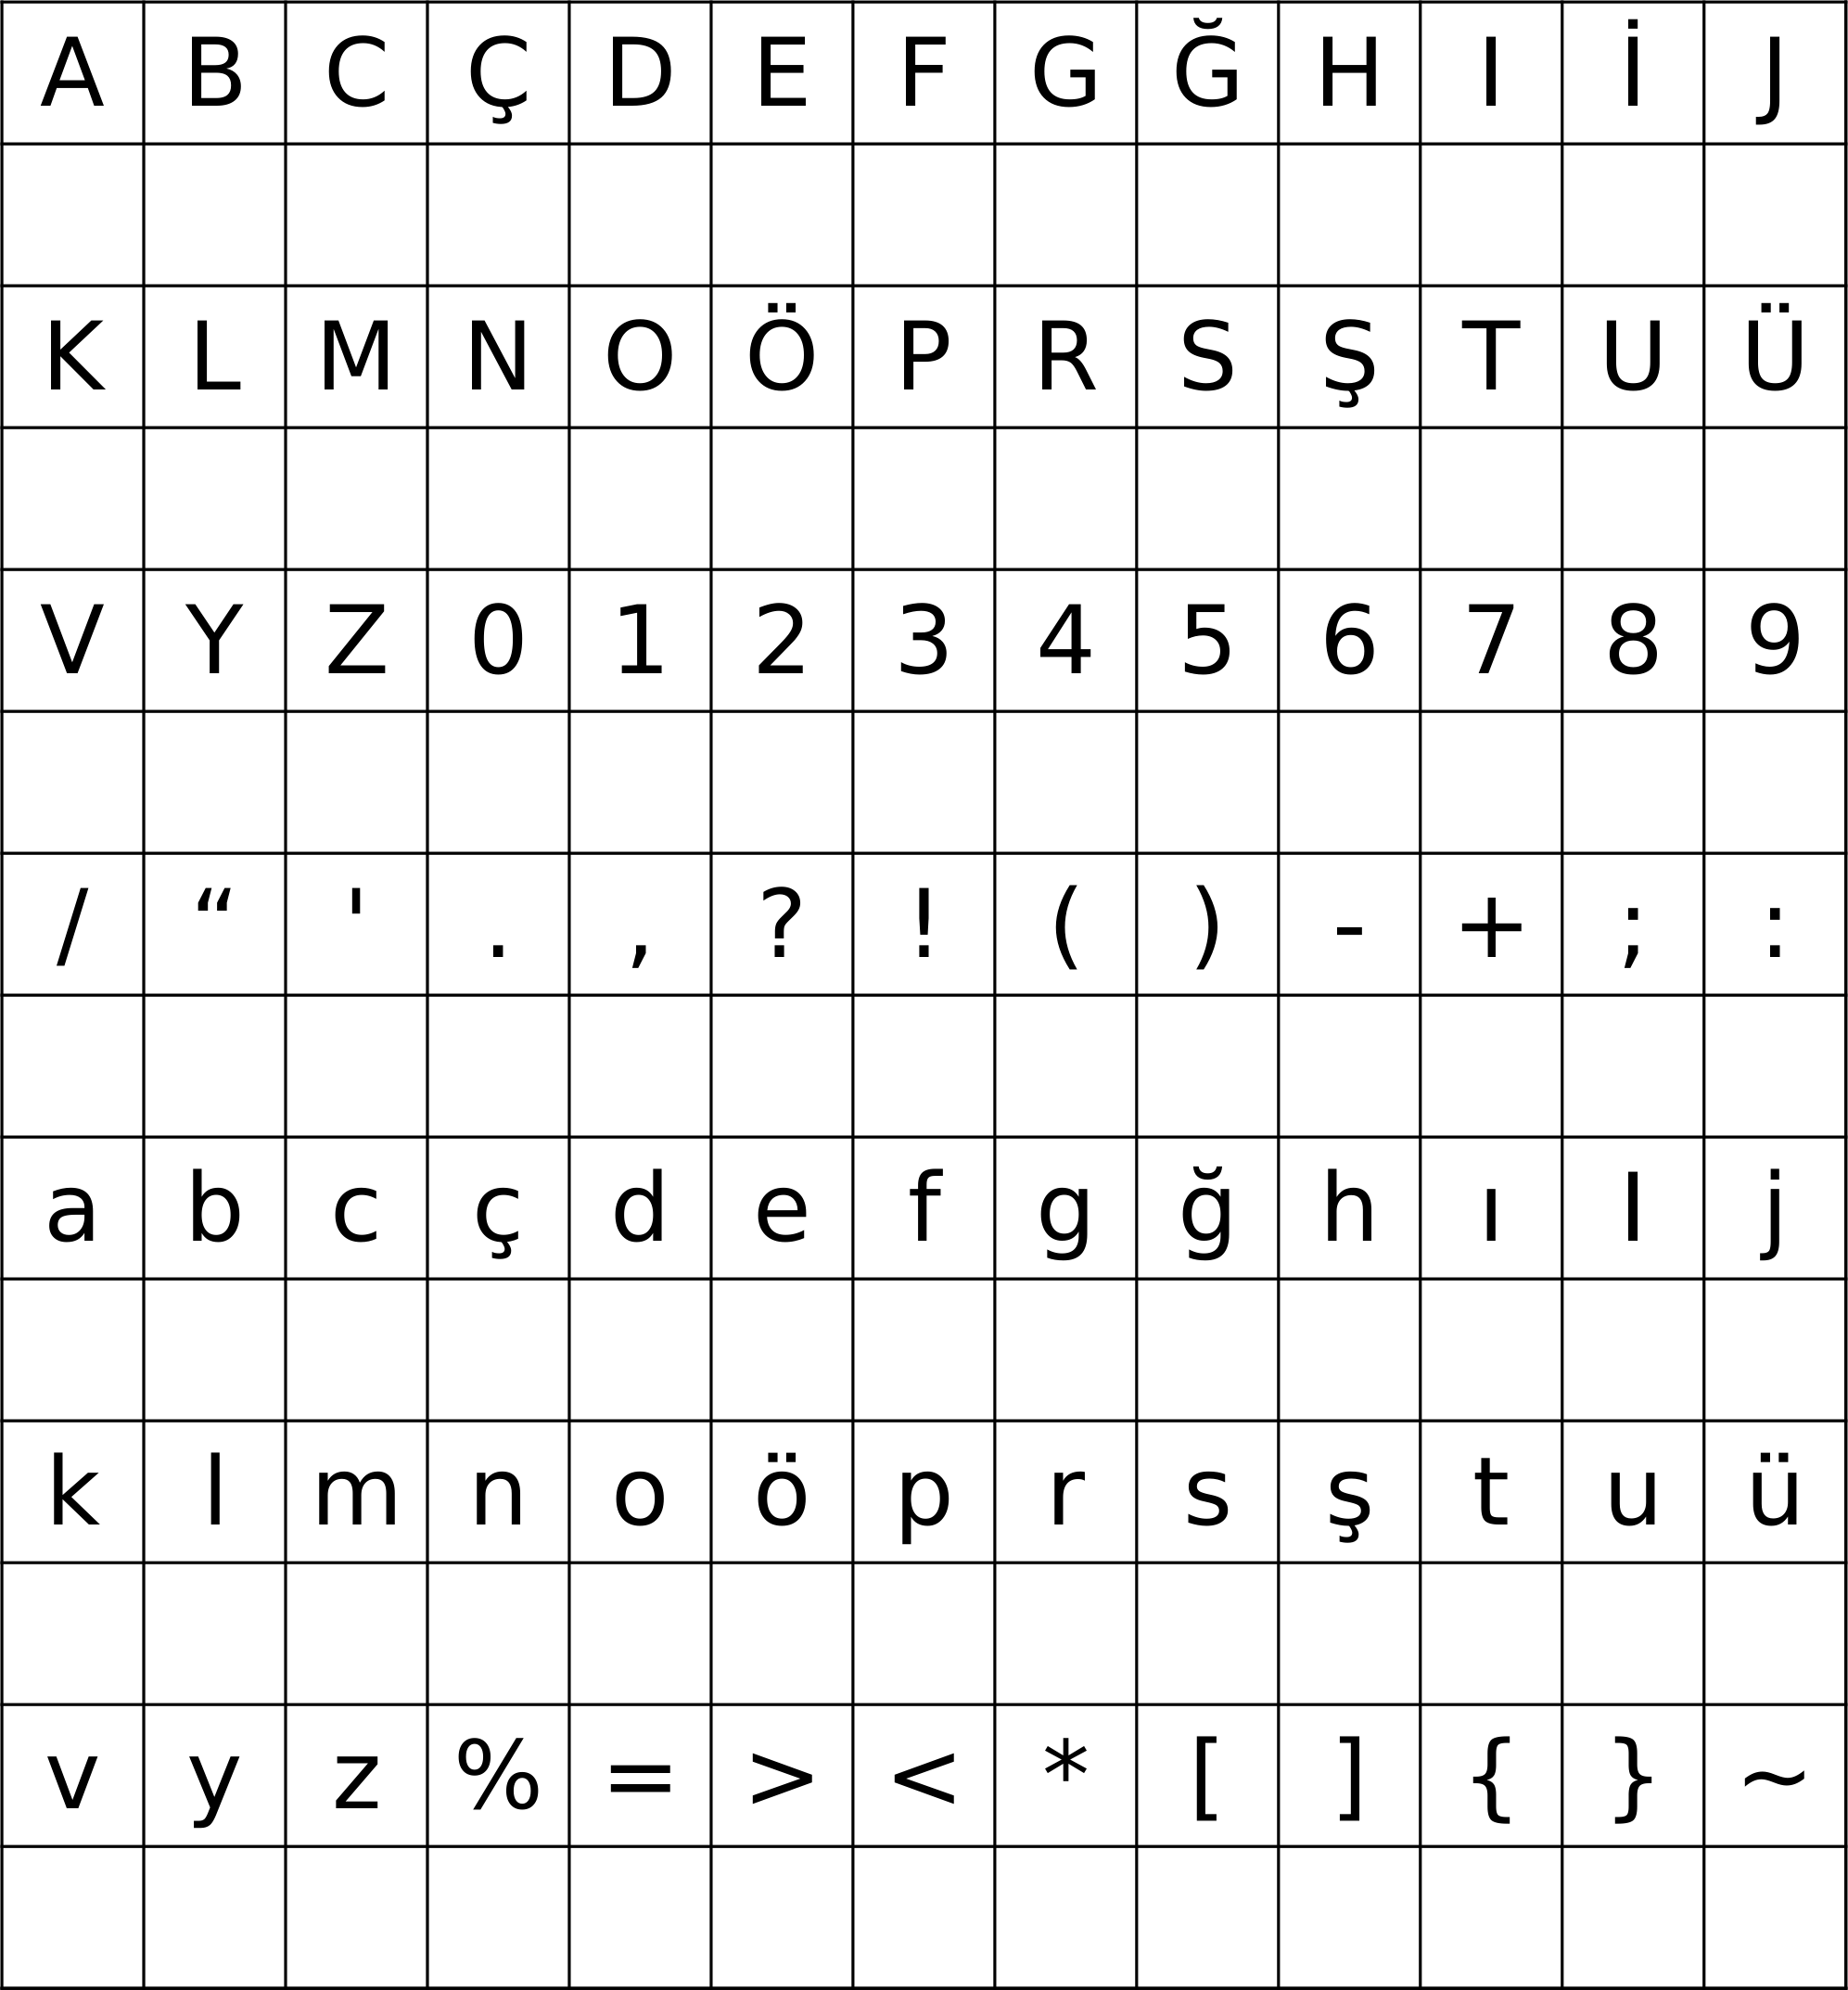 A B C Ç D E F G Ğ H I İ J
K L M N O Ö P R S Ş T U Ü
V Y Z 0 1 2 3 4 5 6 7 8 9
/ “ ' . , ? ! ( ) - + ; :
a b c ç d e f g ğ h ı I j
k l m n o ö p r s ş t u ü
v y z % = > < * [ ] { } ~